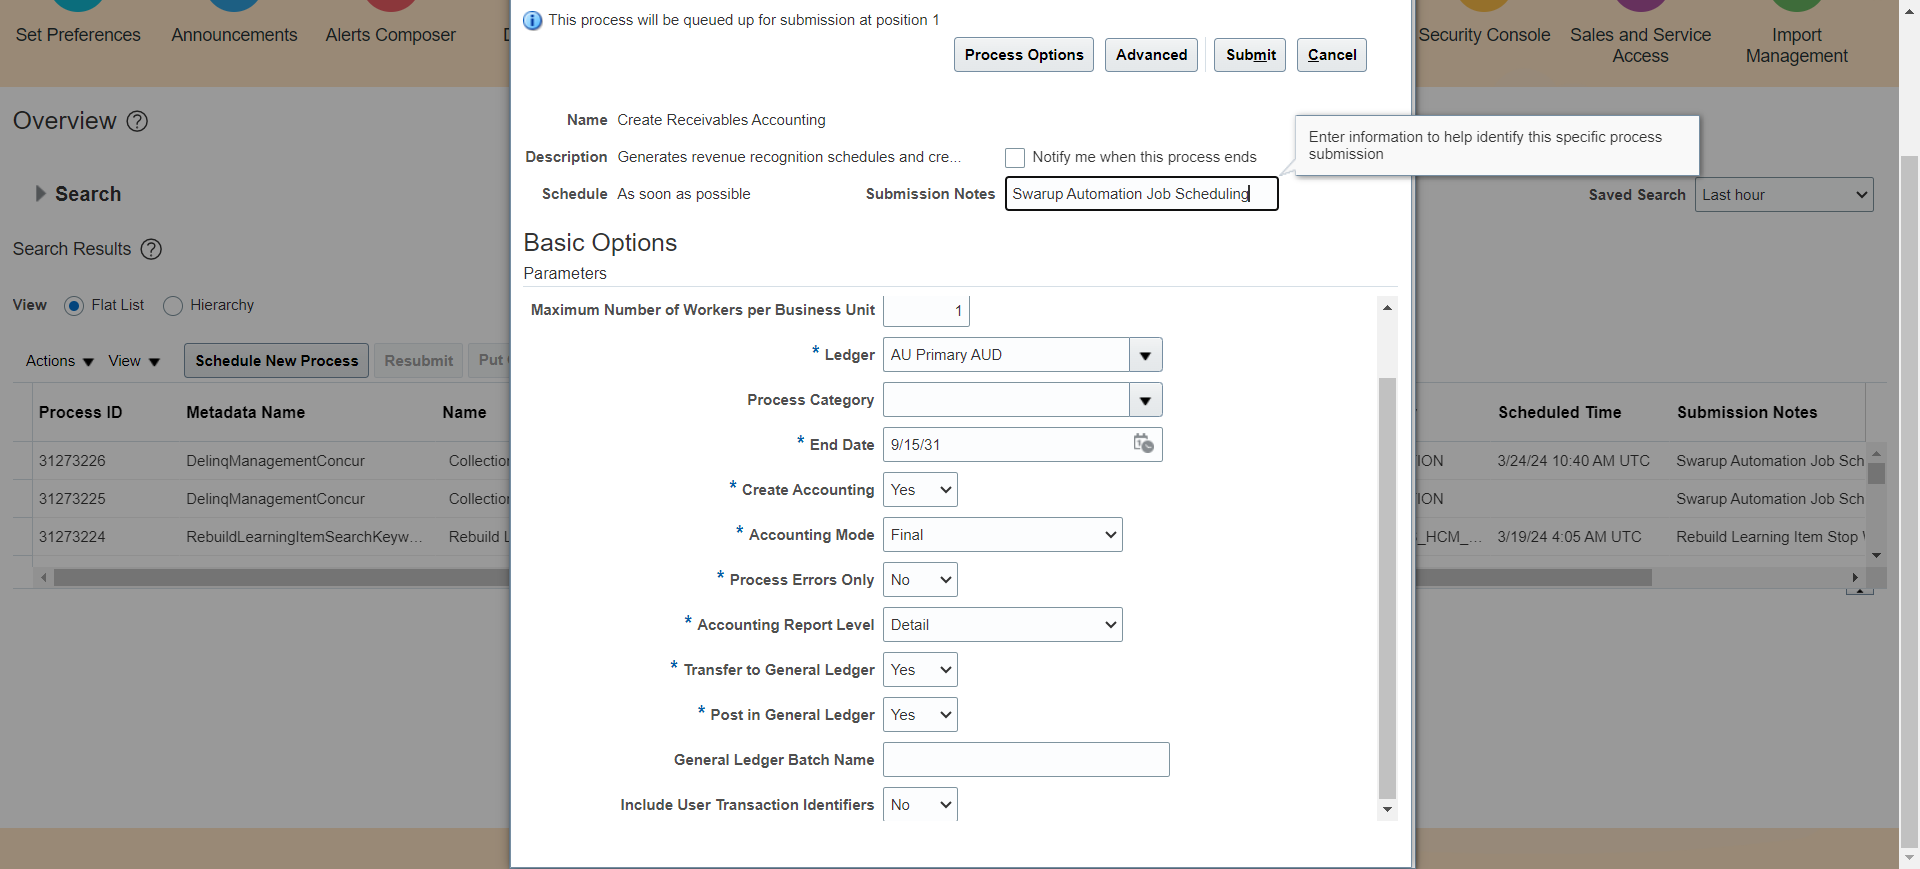 Set Preferences
Announcements
Alerts Composer
Security Console
Sales and Service
Access
Import
Management
This process will be queued up for submission at position 1
Process Options
Advanced
Submit
Cancel
Overview
Name Create Receivables Accounting
Description Generates revenue recognition schedules and cre...
Notify me when this process ends
Enter information to help identify this specific process
submission
Schedule As soon as possible
Submission Notes Swarup Automation Job Scheduling
Search
Saved Search Last hour
Search Results
View Flat List Hierarchy
Actions View Schedule New Process Resubmit Put
Process ID Metadata Name Name Scheduled Time Submission Notes
31273226 DelinqManagementConcur Collection ION 3/24/24 10:40 AM UTC Swarup Automation Job Sch
31273225 DelinqManagementConcur Collection ION Swarup Automation Job Sch
31273224 RebuildLearningItemSearchKeyw... Rebuild L _HCM_... 3/19/24 4:05 AM UTC Rebuild Learning Item Stop
Basic Options
Parameters
Maximum Number of Workers per Business Unit 1
* Ledger AU Primary AUD
Process Category
* End Date 9/15/31
* Create Accounting Yes
* Accounting Mode Final
* Process Errors Only No
* Accounting Report Level Detail
* Transfer to General Ledger Yes
* Post in General Ledger Yes
General Ledger Batch Name
Include User Transaction Identifiers No